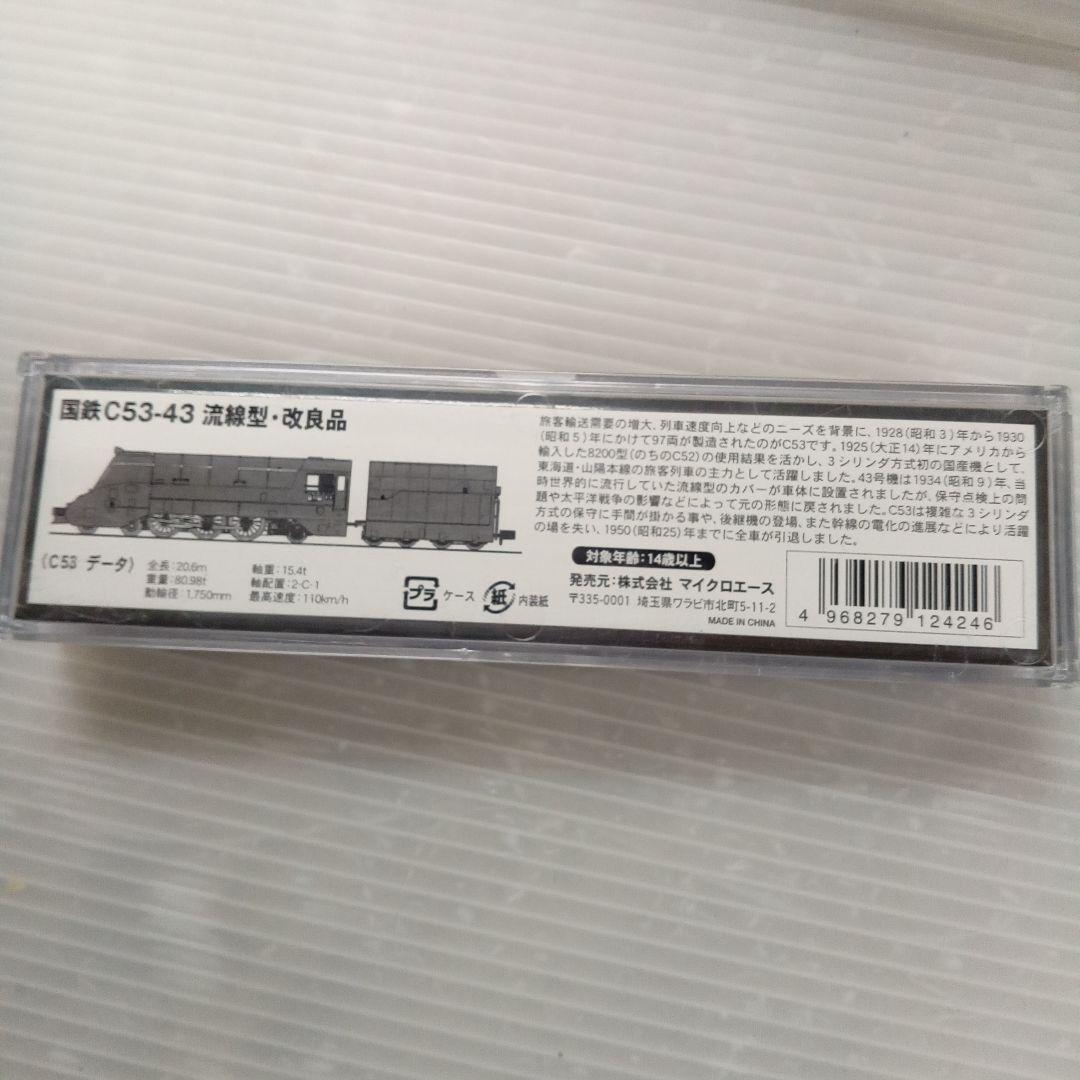 国鉄C53-43 流線型・改良品
旅客輸送需要の増大、列車速度向上などのニーズを背景に、1928(昭和3)年から1930
(昭和5)年にかけて97両が製造されたのがC53です。1925(大正14)年にアメリカから
輸入した8200型(のちのC52)の使用結果を活かし、3シリンダ方式初の国産機として、
東海道・山陽本線の旅客列車の主力として活躍しました。43号機は1934(昭和9)年、当
時世界的に流行していた流線型のカバーが車体に設置されましたが、保守点検上の問
題や太平洋戦争の影響などによって元の形態に戻されました。C53は複雑な3シリンダ
方式の保守に手間が掛かる事や、後継機の登場、また幹線の電化の進展などにより活躍
の場を失い、1950(昭和25)年までに全車が引退しました。
(C53 データ)
全長:20.6m
重量:80.98t
動輪径:1,750mm
軸重:15.4t
軸配置:2-C-1
最高速度:110km/h
プラ ケース 紙 内装紙
対象年齢:14歳以上
発売元:株式会社 マイクロエース
〒335-0001 埼玉県ワラビ市北町5-11-2
MADE IN CHINA
4 968279 124246